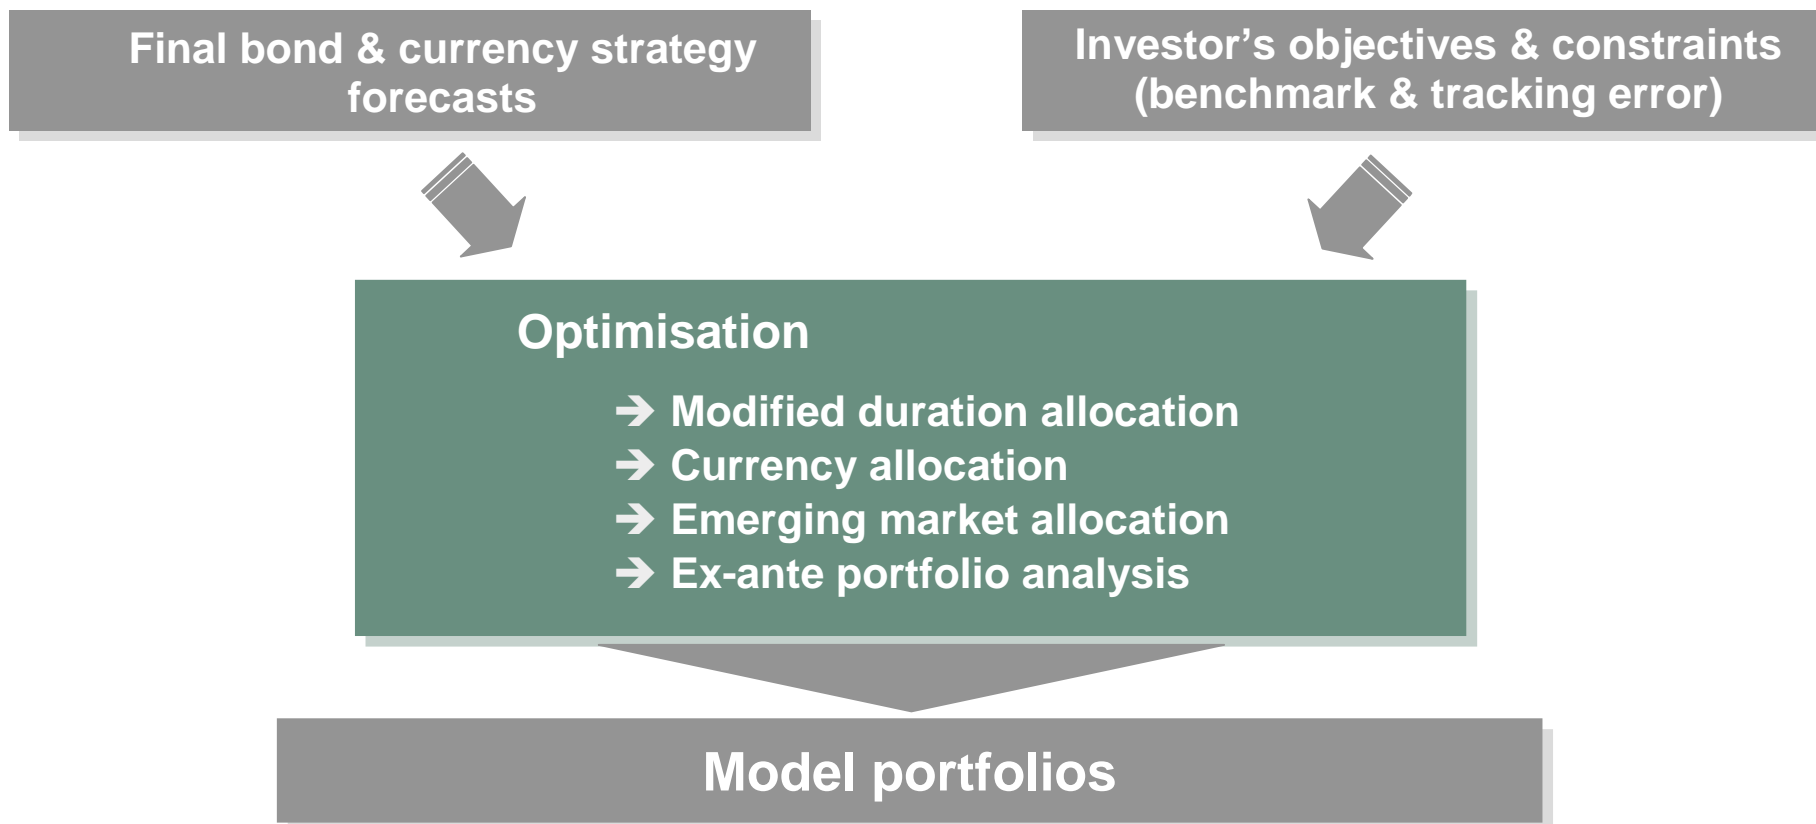 Final bond & currency strategy
forecasts
Investor’s objectives & constraints
(benchmark & tracking error)
Optimisation
➔ Modified duration allocation
➔ Currency allocation
➔ Emerging market allocation
➔ Ex-ante portfolio analysis
Model portfolios